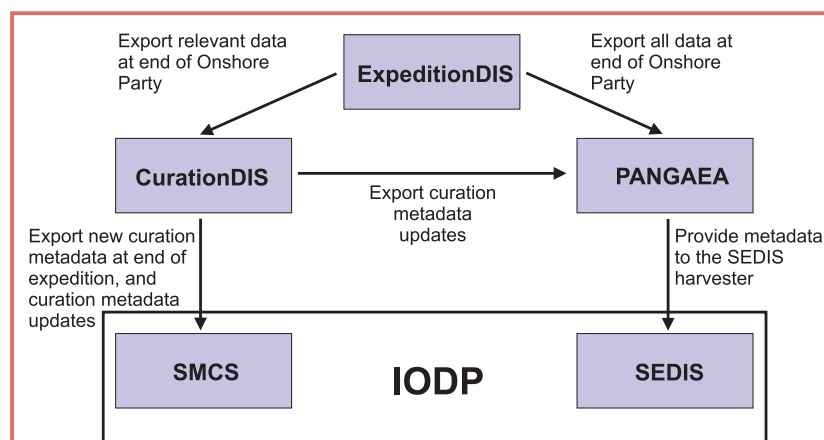 Export relevant data
at end of Onshore
Party
ExpeditionDIS
Export all data at
end of Onshore
Party
CurationDIS
Export curation
metadata
updates
PANGAEA
Export new curation
metadata at end of
expedition, and
curation metadata
updates
Provide metadata
to the SEDIS
harvester
SMCS
IODP
SEDIS